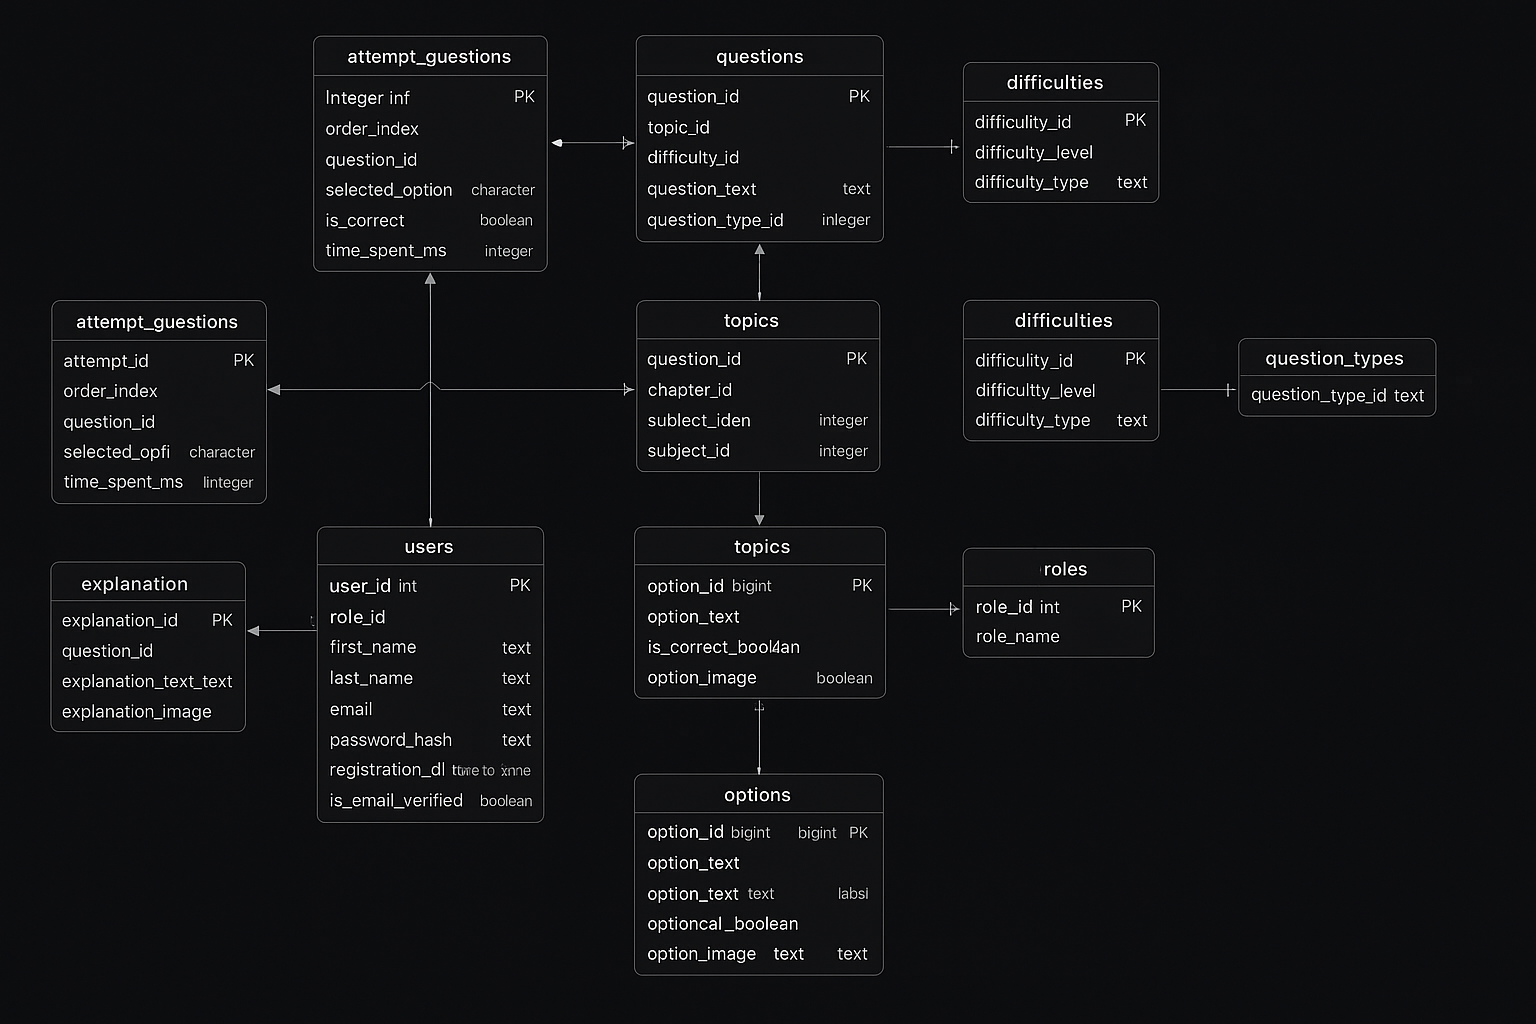 attempt_guestions
Integer inf PK
order_index
question_id
selected_option character
is_correct boolean
time_spent_ms integer
questions
question_id PK
topic_id
difficulty_id
question_text text
question_type_id inleger
difficulties
difficulity_id PK
difficulty_level
difficulty_type text
attempt_guestions
attempt_id PK
order_index
question_id
selected_opfi character
time_spent_ms linteger
topics
question_id PK
chapter_id
sublect_iden integer
subject_id integer
difficulties
difficulity_id PK
difficultty_level
difficulty_type text
question_types
question_type_id text
explanation
explanation_id PK
question_id
explanation_text_text
explanation_image
users
user_id int PK
role_id
first_name text
last_name text
email text
password_hash text
registration_dl
is_email_verified boolean
topics
option_id bigint PK
option_text
is_correct_bool4an
option_image boolean
roles
role_id int PK
role_name
options
option_id bigint bigint PK
option_text
option_text text labsi
optioncal_boolean
option_image text text